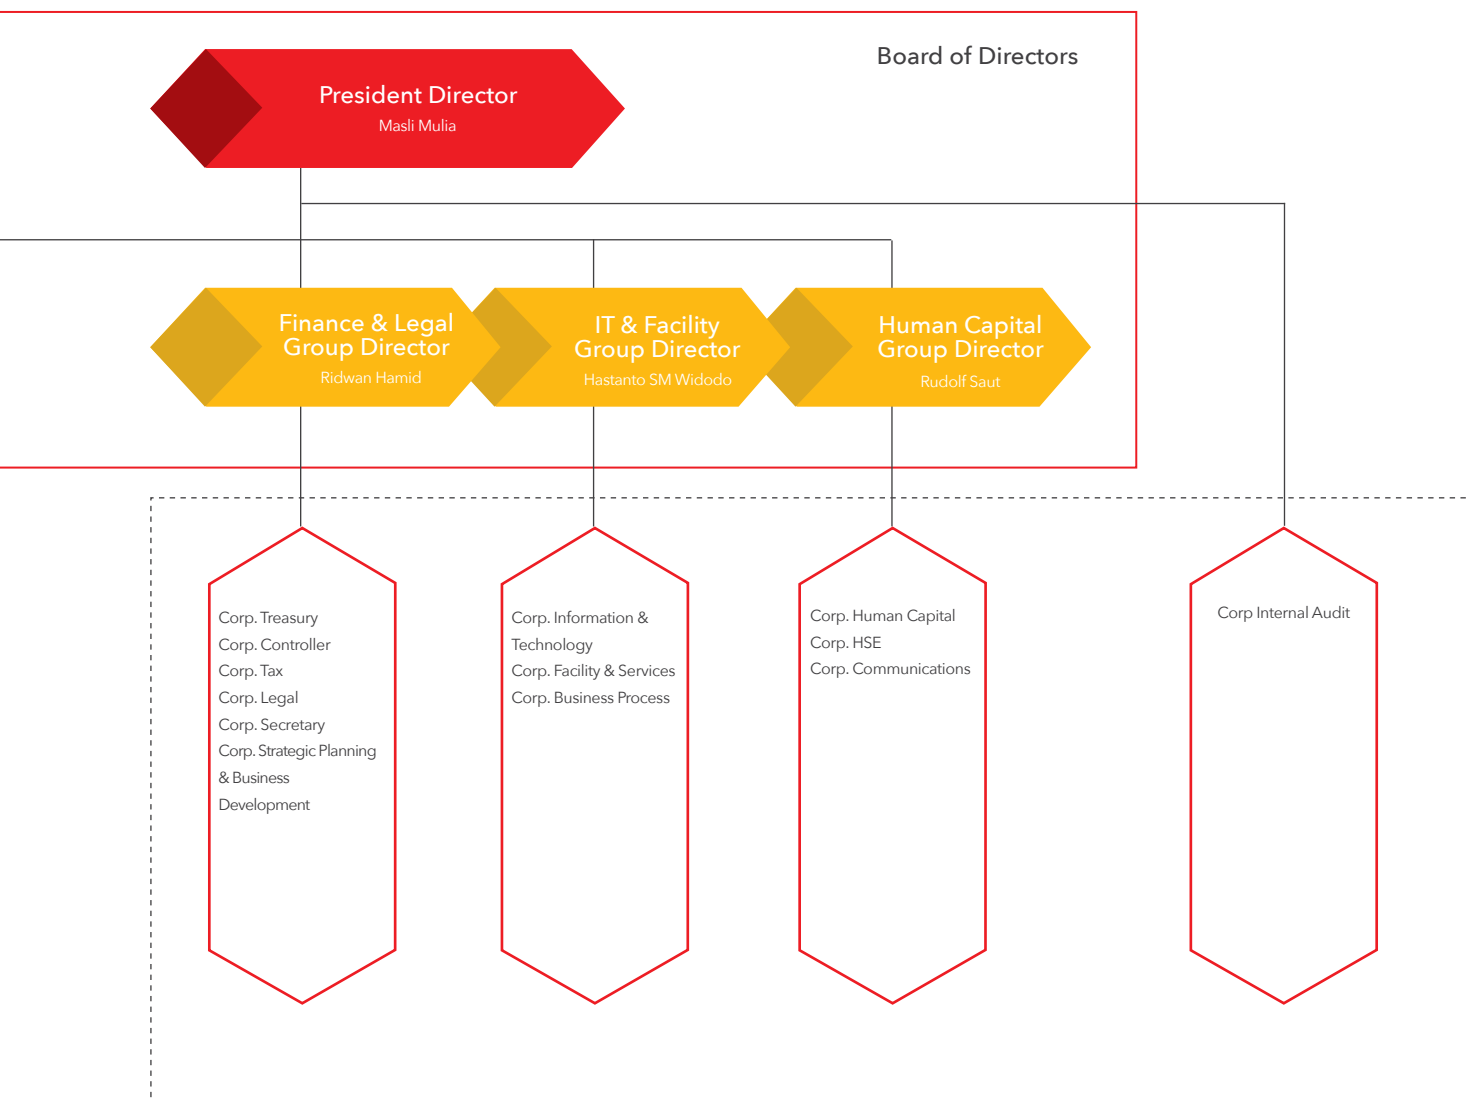 Board of Directors
President Director
Masli Mulia
Finance & Legal
Group Director
Ridwan Hamid
IT & Facility
Group Director
Hastanto SM Widodo
Human Capital
Group Director
Rudolf Saut
Corp. Treasury
Corp. Controller
Corp. Tax
Corp. Legal
Corp. Secretary
Corp. Strategic Planning
& Business
Development
Corp. Information &
Technology
Corp. Facility & Services
Corp. Business Process
Corp. Human Capital
Corp. HSE
Corp. Communications
Corp Internal Audit